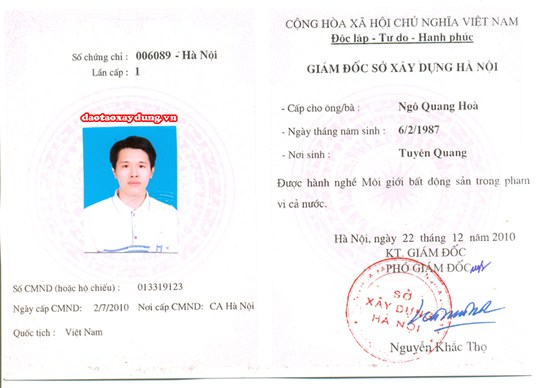 Số chứng chỉ : 006089 - Hà Nội
Lần cấp : 1
daotaoxaydung.vn
Số CMND (hoặc hộ chiếu) : 013319123
Ngày cấp CMND: 2/7/2010 Nơi cấp CMND: CA Hà Nội
Quốc tịch : Việt Nam
CỘNG HÒA XÃ HỘI CHỦ NGHĨA VIỆT NAM
Độc lập - Tự do - Hạnh phúc
GIÁM ĐỐC SỞ XÂY DỰNG HÀ NỘI
- Cấp cho ông/bà : Ngô Quang Hoà
- Ngày tháng năm sinh : 6/2/1987
- Nơi sinh : Tuyên Quang
Được hành nghề Môi giới bất động sản trong phạm
vi cả nước.
Hà Nội, ngày 22 tháng 12 năm 2010
KT. GIÁM ĐỐC
PHÓ GIÁM ĐỐC
SỞ
XÂY DỰNG
HÀ NỘI
Nguyễn Khắc Thọ